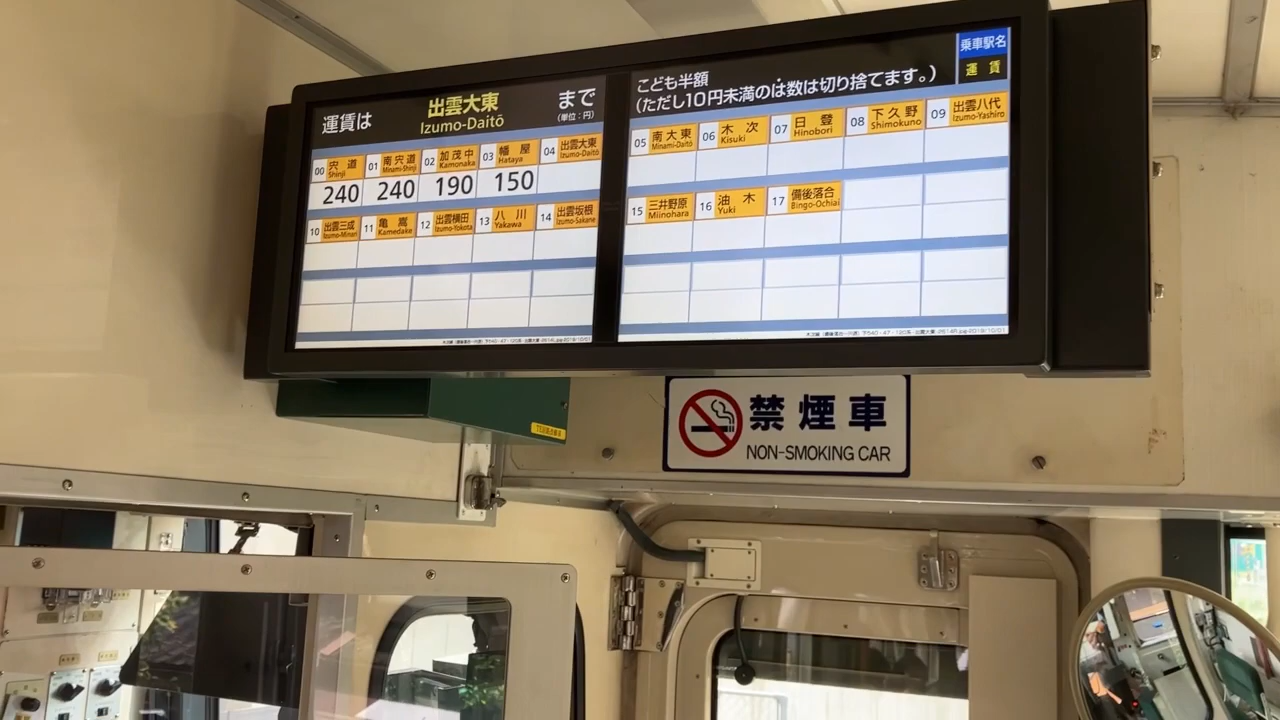 運賃は 出雲大東 まで
Izumo-Daitō (単位:円)
00 宍道 Shinji 240
01 南宍道 Minami-Shinji 240
02 加茂中 Kamonaka 190
03 幡屋 Hataya 150
04 出雲大東 Izumo-Daitō
10 出雲三成 Izumo-Minari
11 亀嵩 Kamedake
12 出雲横田 Izumo-Yokota
13 八川 Yakawa
14 出雲坂根 Izumo-Sakane
こども半額
(ただし10円未満のは数は切り捨てます。)
乗車駅名
運賃
05 南大東 Minami-Daitō
06 木次 Kisuki
07 日登 Hinobori
08 下久野 Shimokuno
09 出雲八代 Izumo-Yashiro
15 三井野原 Miinohara
16 油木 Yuki
17 備後落合 Bingo-Ochiai
禁煙車
NON-SMOKING CAR